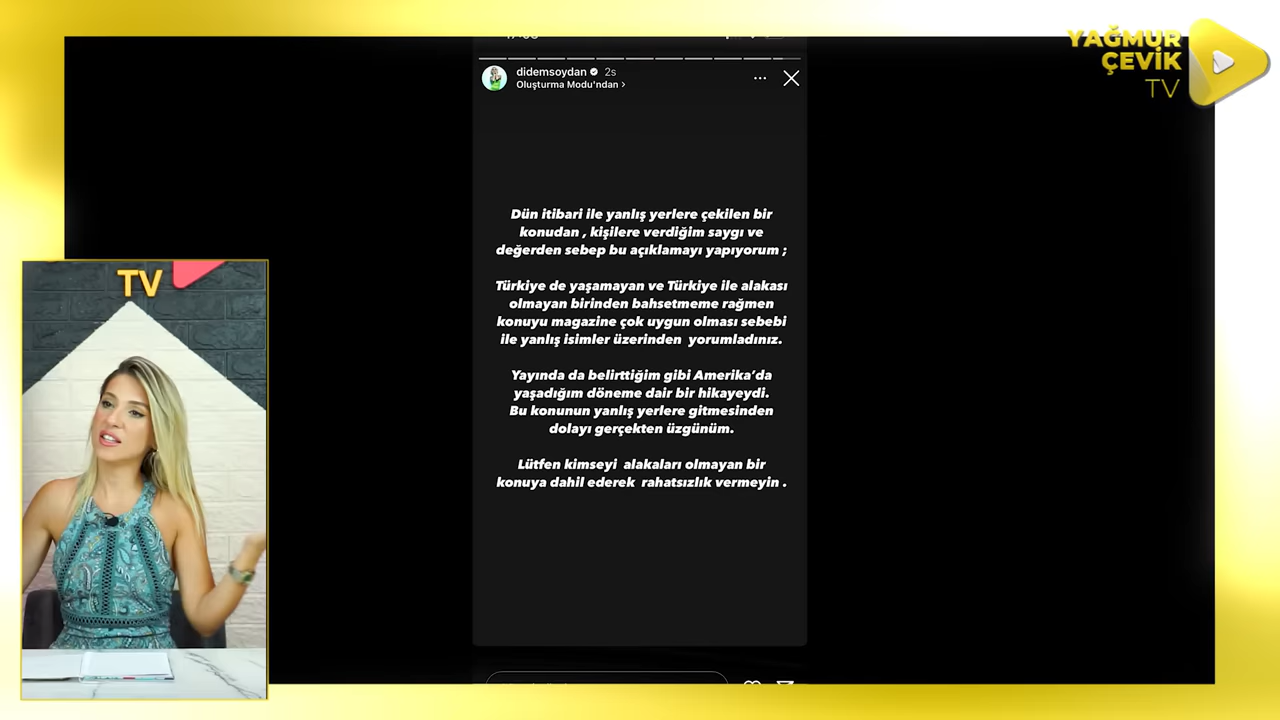 YAĞMUR
ÇEVİK
TV
didemsoydan 2s
Oluşturma Modu'ndan >
Dün itibari ile yanlış yerlere çekilen bir
konudan , kişilere verdiğim saygı ve
değerden sebep bu açıklamayı yapıyorum ;
Türkiye de yaşamayan ve Türkiye ile alakası
olmayan birinden bahsetmeme rağmen
konuyu magazine çok uygun olması sebebi
ile yanlış isimler üzerinden yorumladınız.
Yayında da belirttiğim gibi Amerika'da
yaşadığım döneme dair bir hikayeydi.
Bu konunun yanlış yerlere gitmesinden
dolayı gerçekten üzgünüm.
Lütfen kimseyi alakaları olmayan bir
konuya dahil ederek rahatsızlık vermeyin .
TV